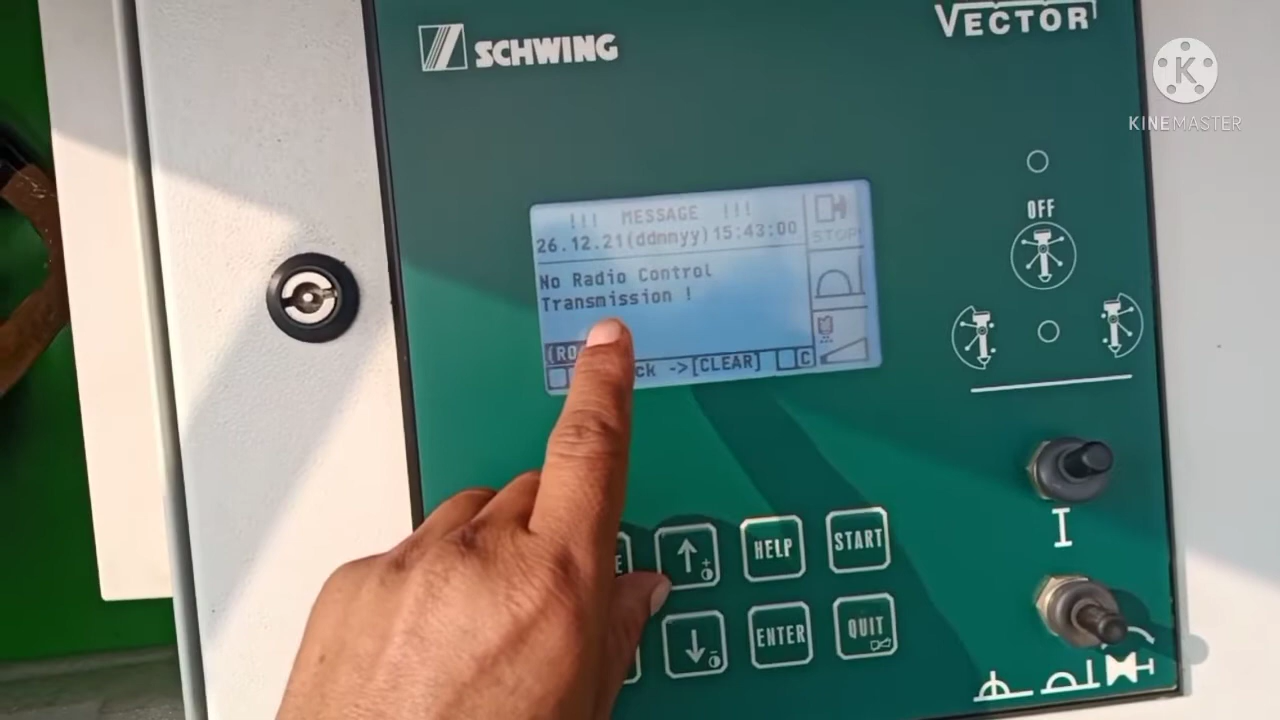 SCHWING
VECTOR
KINEMASTER
!!! MESSAGE !!!
26.12.21(ddmmyy)15:43:00
STOP
No Radio Control
Transmission !
->[CLEAR]
C
OFF
I
HELP
START
ENTER
QUIT